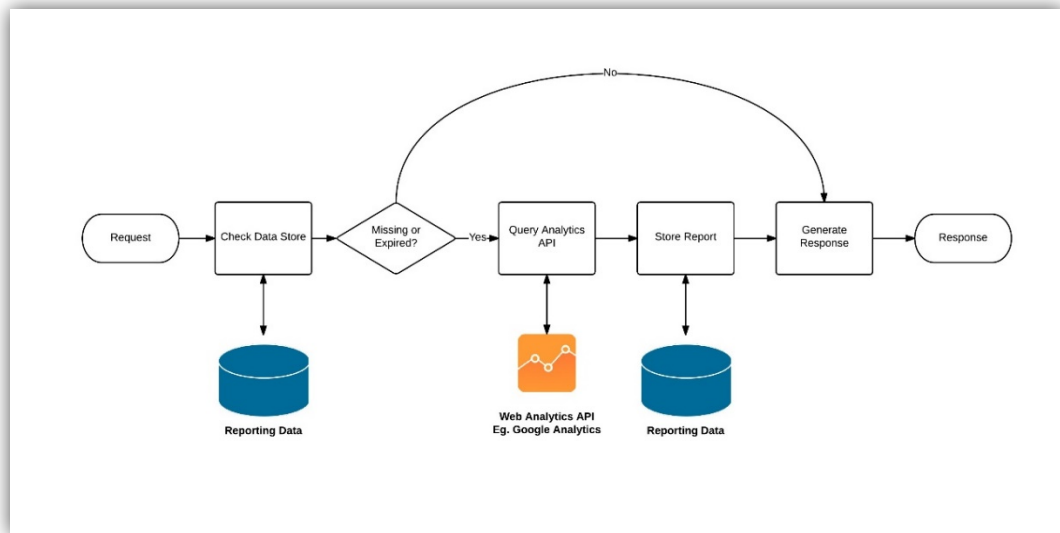 No
Request
Check Data Store
Missing or
Expired?
Yes
Query Analytics
API
Store Report
Generate
Response
Response
Reporting Data
Web Analytics API
Eg. Google Analytics
Reporting Data